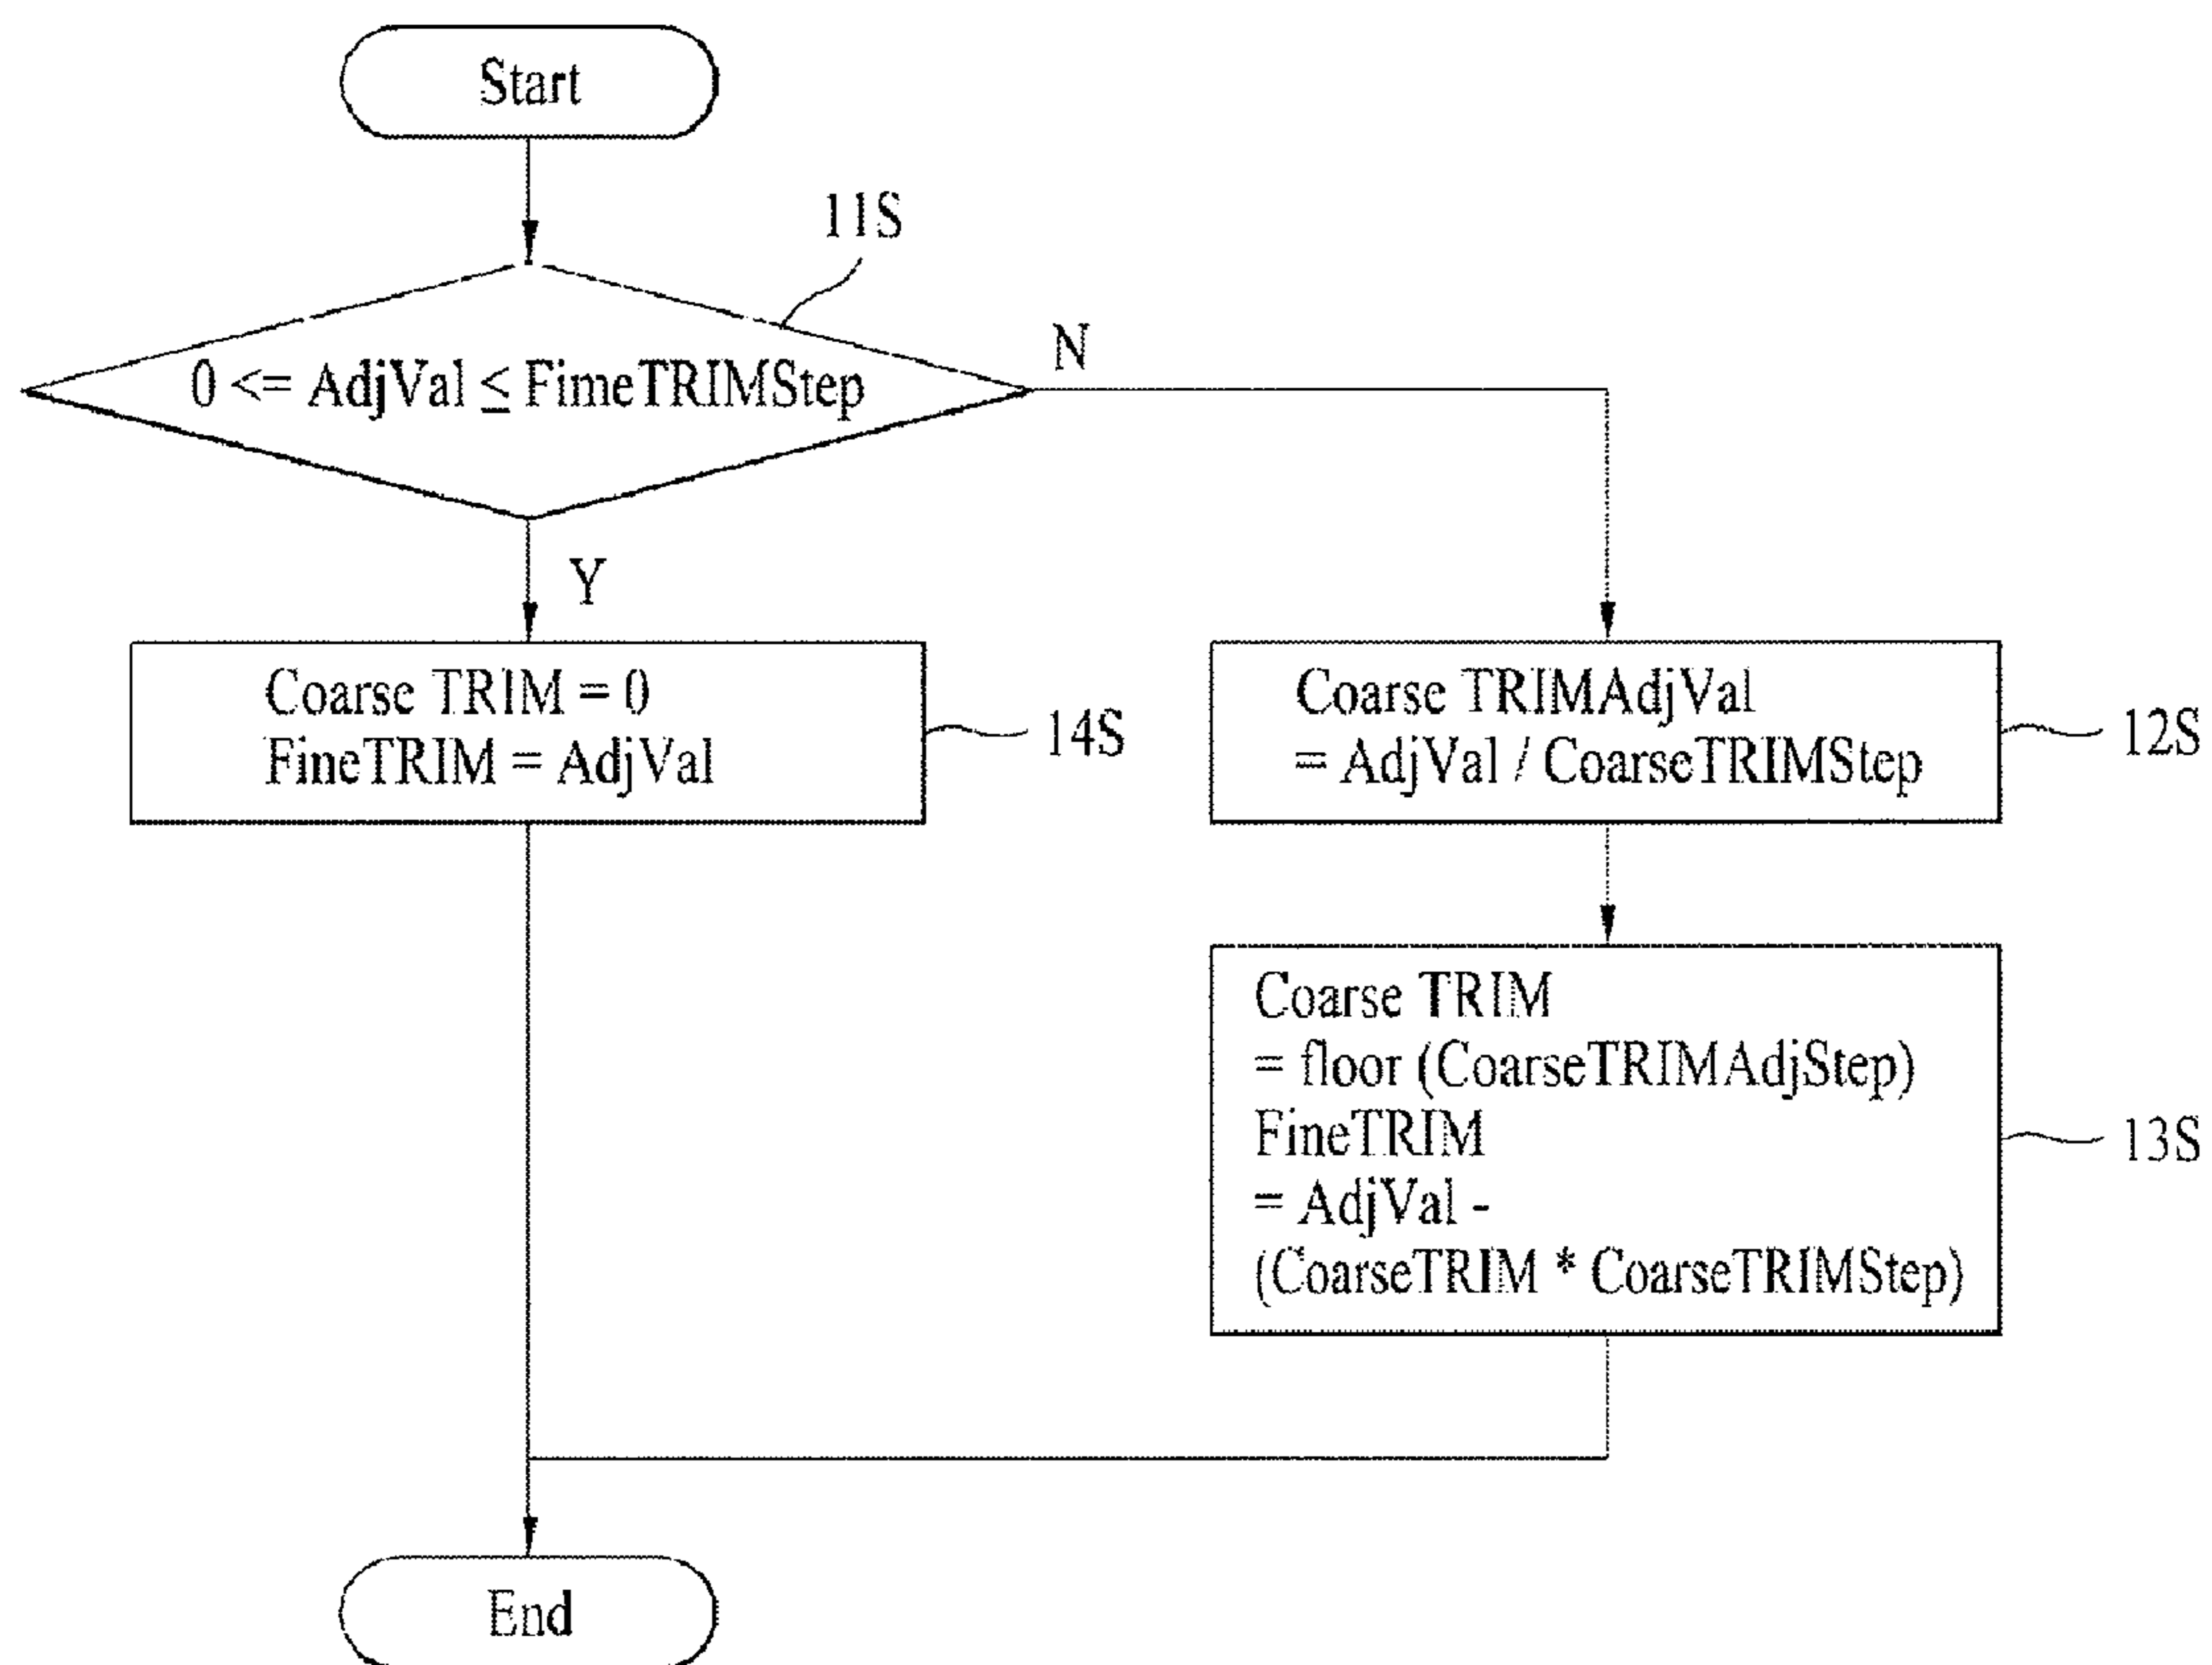 Start
11S
0 <= AdjVal ≤ FimeTRIMStep
N
Y
Coarse TRIM = 0
FineTRIM = AdjVal
14S
Coarse TRIMAdjVal
= AdjVal / CoarseTRIMStep
12S
Coarse TRIM
= floor (CoarseTRIMAdjStep)
FineTRIM
= AdjVal -
(CoarseTRIM * CoarseTRIMStep)
13S
End